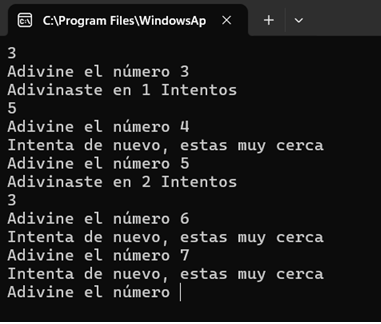 C:\Program Files\WindowsAp
3
Adivine el número 3
Adivinaste en 1 Intentos
5
Adivine el número 4
Intenta de nuevo, estas muy cerca
Adivine el número 5
Adivinaste en 2 Intentos
3
Adivine el número 6
Intenta de nuevo, estas muy cerca
Adivine el número 7
Intenta de nuevo, estas muy cerca
Adivine el número